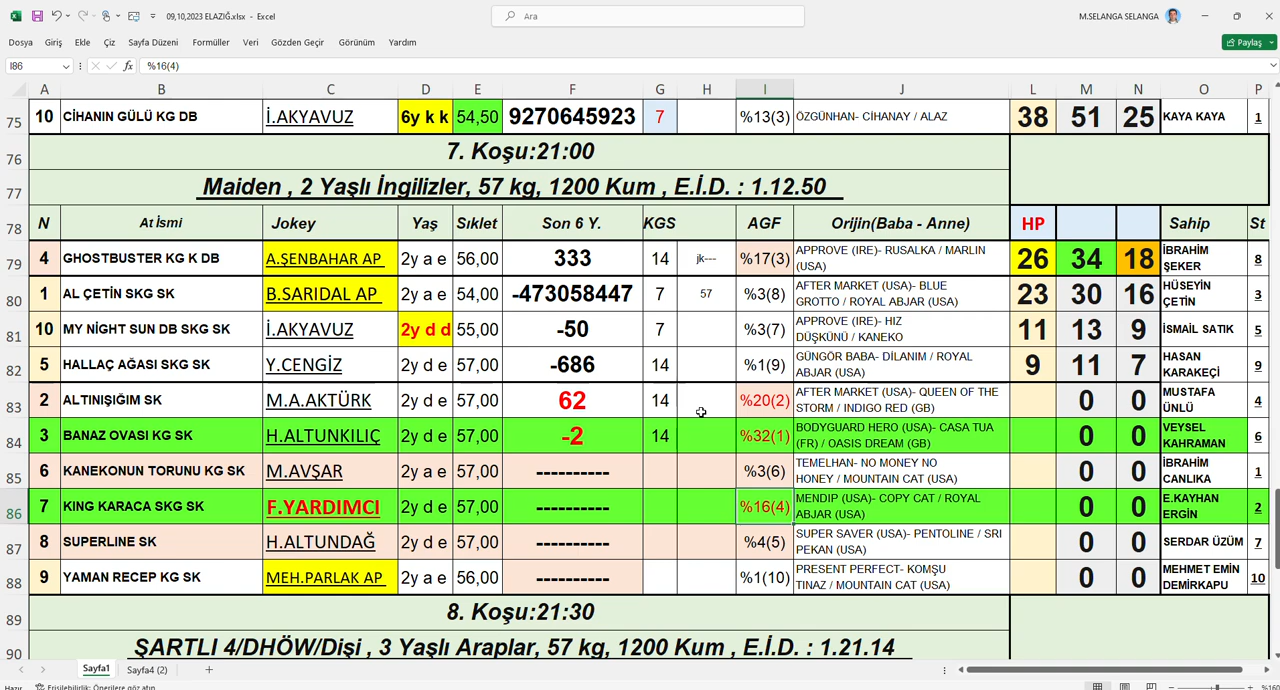 09,10,2023 ELAZIĞ.xlsx - Excel
Ara
M.SELANGA SELANGA
Dosya Giriş Ekle Çiz Sayfa Düzeni Formüller Veri Gözden Geçir Görünüm Yardım
Paylaş
I86 fx %16(4)
A B C D E F G H I J L M N O P
75 10 CİHANIN GÜLÜ KG DB İ.AKYAVUZ 6y k k 54,50 9270645923 7 %13(3) ÖZGÜNHAN- CİHANAY / ALAZ 38 51 25 KAYA KAYA 1
76 7. Koşu:21:00
77 Maiden , 2 Yaşlı İngilizler, 57 kg, 1200 Kum , E.İ.D. : 1.12.50
78 N At İsmi Jokey Yaş Sıklet Son 6 Y. KGS AGF Orijin(Baba - Anne) HP Sahip St
79 4 GHOSTBUSTER KG K DB A.ŞENBAHAR AP 2y a e 56,00 333 14 jk--- %17(3) APPROVE (IRE)- RUSALKA / MARLIN (USA) 26 34 18 İBRAHİM ŞEKER 8
80 1 AL ÇETİN SKG SK B.SARIDAL AP 2y a e 54,00 -473058447 7 57 %3(8) AFTER MARKET (USA)- BLUE GROTTO / ROYAL ABJAR (USA) 23 30 16 HÜSEYİN ÇETİN 3
81 10 MY NIGHT SUN DB SKG SK İ.AKYAVUZ 2y d d 55,00 -50 7 %3(7) APPROVE (IRE)- HIZ DÜŞKÜNÜ / KANEKO 11 13 9 İSMAİL SATIK 5
82 5 HALLAÇ AĞASI SKG SK Y.CENGİZ 2y d e 57,00 -686 14 %1(9) GÜNGÖR BABA- DİLANIM / ROYAL ABJAR (USA) 9 11 7 HASAN KARAKEÇİ 9
83 2 ALTINIŞIĞIM SK M.A.AKTÜRK 2y d e 57,00 62 14 %20(2) AFTER MARKET (USA)- QUEEN OF THE STORM / INDIGO RED (GB) 0 0 MUSTAFA ÜNLÜ 4
84 3 BANAZ OVASI KG SK H.ALTUNKILIÇ 2y d e 57,00 -2 14 %32(1) BODYGUARD HERO (USA)- CASA TUA (FR) / OASIS DREAM (GB) 0 0 VEYSEL KAHRAMAN 6
85 6 KANEKONUN TORUNU KG SK M.AVŞAR 2y a e 57,00 ---------- %3(6) TEMELHAN- NO MONEY NO HONEY / MOUNTAIN CAT (USA) 0 0 İBRAHİM CANLIKA 1
86 7 KING KARACA SKG SK F.YARDIMCI 2y d e 57,00 ---------- %16(4) MENDIP (USA)- COPY CAT / ROYAL ABJAR (USA) 0 0 E.KAYHAN ERGİN 2
87 8 SUPERLINE SK H.ALTUNDAĞ 2y d e 57,00 ---------- %4(5) SUPER SAVER (USA)- PENTOLINE / SRI PEKAN (USA) 0 0 SERDAR ÜZÜM 7
88 9 YAMAN RECEP KG SK MEH.PARLAK AP 2y a e 56,00 ---------- %1(10) PRESENT PERFECT- KOMŞU TINAZ / MOUNTAIN CAT (USA) 0 0 MEHMET EMİN DEMİRKAPU 10
89 8. Koşu:21:30
90 ŞARTLI 4/DHÖW/Dişi , 3 Yaşlı Araplar, 57 kg, 1200 Kum , E.İ.D. : 1.21.14
Sayfa1 Sayfa4 (2)
Hazır Erişilebilirlik: Önerilere göz atın %160